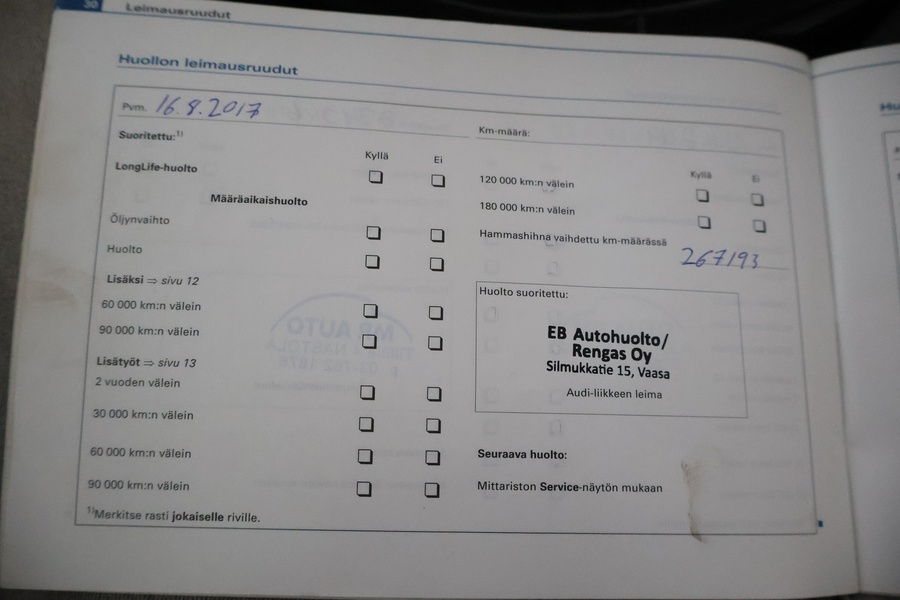 30 Leimausruudut
Huollon leimausruudut
Pvm. 16.8.2017
Km-määrä:
Suoritettu:1)
Kyllä Ei
LongLife-huolto
Määräaikaishuolto
Öljynvaihto
Huolto
Lisäksi ⇒ sivu 12
60 000 km:n välein
90 000 km:n välein
Lisätyöt ⇒ sivu 13
2 vuoden välein
30 000 km:n välein
60 000 km:n välein
90 000 km:n välein
1)Merkitse rasti jokaiselle riville.
Kyllä Ei
120 000 km:n välein
180 000 km:n välein
Hammashihna vaihdettu km-määrässä
267193
Huolto suoritettu:
EB Autohuolto/
Rengas Oy
Silmukkatie 15, Vaasa
Audi-liikkeen leima
Seuraava huolto:
Mittariston Service-näytön mukaan